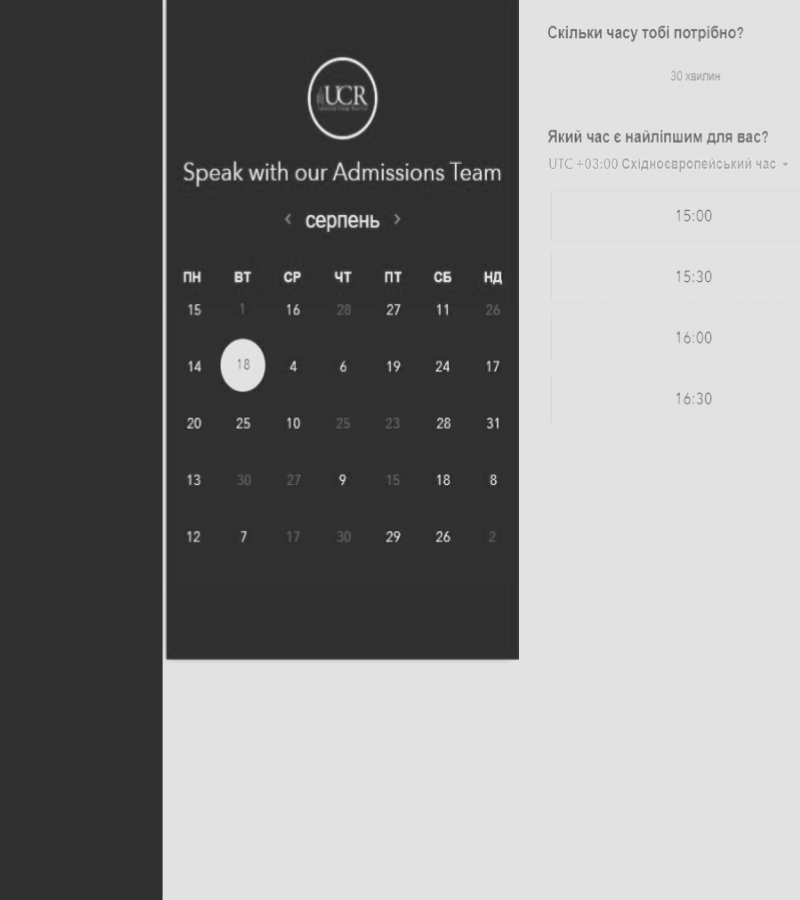 UCR
Speak with our Admissions Team
‹ серпень ›
ПН ВТ СР ЧТ ПТ СБ НД
15 1 16 28 27 11 26
14 18 4 6 19 24 17
20 25 10 25 23 28 31
13 30 27 9 15 18 8
12 7 17 30 29 26 2
Скільки часу тобі потрібно?
30 хвилин
Який час є найліпшим для вас?
UTC +03:00 Східноєвропейський час
15:00
15:30
16:00
16:30